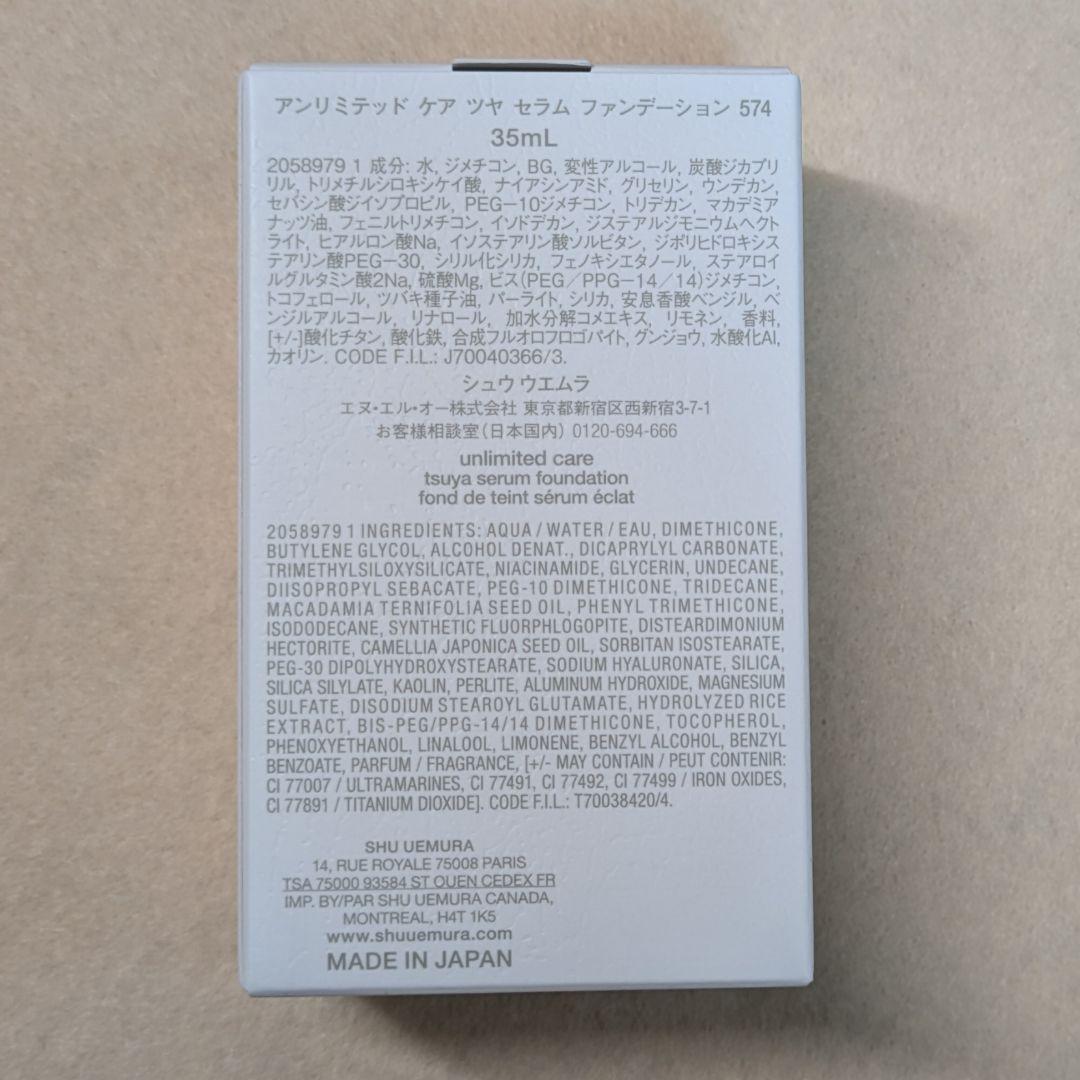 アンリミテッド ケア ツヤ セラム ファンデーション 574
35mL
2058979 1 成分: 水, ジメチコン, BG, 変性アルコール, 炭酸ジカプリ
リル, トリメチルシロキシケイ酸, ナイアシンアミド, グリセリン, ウンデカン,
セバシン酸ジイソプロピル, PEG－10ジメチコン, トリデカン, マカデミア
ナッツ油, フェニルトリメチコン, イソドデカン, ジステアルジモニウムヘクト
ライト, ヒアルロン酸Na, イソステアリン酸ソルビタン, ジポリヒドロキシス
テアリン酸PEG－30, シリル化シリカ, フェノキシエタノール, ステアロイ
ルグルタミン酸2Na, 硫酸Mg, ビス(PEG／PPG－14／14)ジメチコン,
トコフェロール, ツバキ種子油, パーライト, シリカ, 安息香酸ベンジル, ベ
ンジルアルコール, リナロール, 加水分解コメエキス, リモネン, 香料,
[+/-]酸化チタン, 酸化鉄, 合成フルオロフロゴパイト, グンジョウ, 水酸化Al,
カオリン. CODE F.I.L.: J70040366/3.
シュウ ウエムラ
エヌ・エル・オー株式会社 東京都新宿区西新宿3-7-1
お客様相談室(日本国内) 0120-694-666
unlimited care
tsuya serum foundation
fond de teint sérum éclat
2058979 1 INGREDIENTS: AQUA / WATER / EAU, DIMETHICONE,
BUTYLENE GLYCOL, ALCOHOL DENAT., DICAPRYLYL CARBONATE,
TRIMETHYLSILOXYSILICATE, NIACINAMIDE, GLYCERIN, UNDECANE,
DIISOPROPYL SEBACATE, PEG-10 DIMETHICONE, TRIDECANE,
MACADAMIA TERNIFOLIA SEED OIL, PHENYL TRIMETHICONE,
ISODODECANE, SYNTHETIC FLUORPHLOGOPITE, DISTEARDIMONIUM
HECTORITE, CAMELLIA JAPONICA SEED OIL, SORBITAN ISOSTEARATE,
PEG-30 DIPOLYHYDROXYSTEARATE, SODIUM HYALURONATE, SILICA,
SILICA SILYLATE, KAOLIN, PERLITE, ALUMINUM HYDROXIDE, MAGNESIUM
SULFATE, DISODIUM STEAROYL GLUTAMATE, HYDROLYZED RICE
EXTRACT, BIS-PEG/PPG-14/14 DIMETHICONE, TOCOPHEROL,
PHENOXYETHANOL, LINALOOL, LIMONENE, BENZYL ALCOHOL, BENZYL
BENZOATE, PARFUM / FRAGRANCE, [+/- MAY CONTAIN / PEUT CONTENIR:
CI 77007 / ULTRAMARINES, CI 77491, CI 77492, CI 77499 / IRON OXIDES,
CI 77891 / TITANIUM DIOXIDE]. CODE F.I.L.: T70038420/4.
SHU UEMURA
14, RUE ROYALE 75008 PARIS
TSA 75000 93584 ST OUEN CEDEX FR
IMP. BY/PAR SHU UEMURA CANADA,
MONTREAL, H4T 1K5
www.shuuemura.com
MADE IN JAPAN